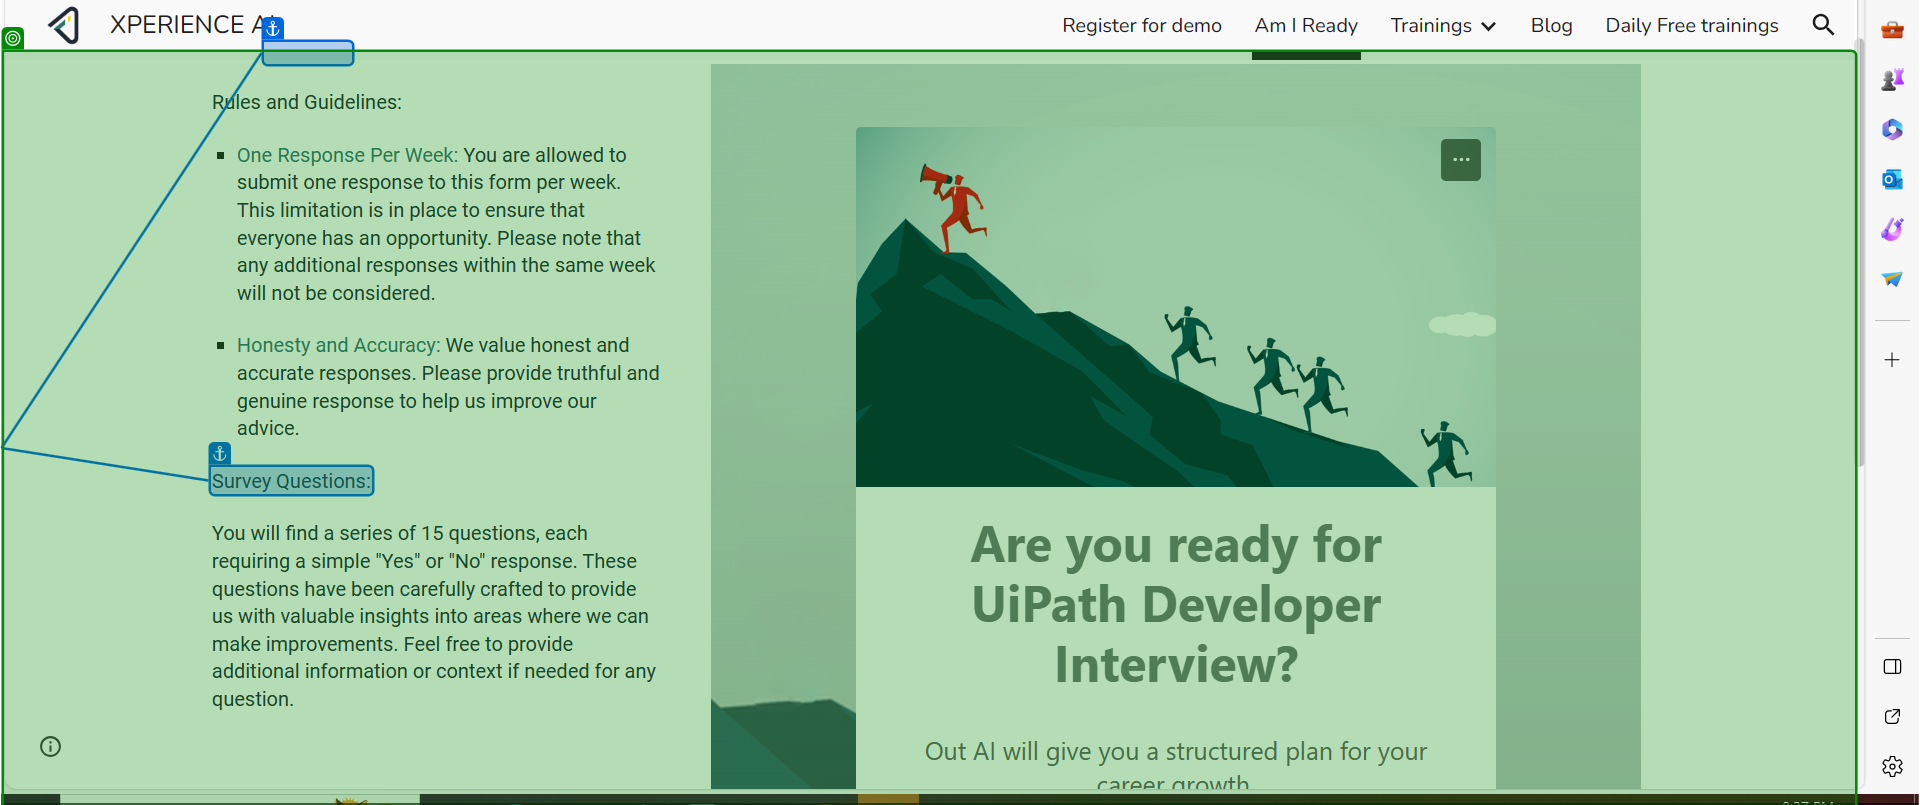 XPERIENCE A
Register for demo
Am I Ready
Trainings
Blog
Daily Free trainings
Rules and Guidelines:
One Response Per Week: You are allowed to
submit one response to this form per week.
This limitation is in place to ensure that
everyone has an opportunity. Please note that
any additional responses within the same week
will not be considered.
Honesty and Accuracy: We value honest and
accurate responses. Please provide truthful and
genuine response to help us improve our
advice.
Survey Questions:
You will find a series of 15 questions, each
requiring a simple "Yes" or "No" response. These
questions have been carefully crafted to provide
us with valuable insights into areas where we can
make improvements. Feel free to provide
additional information or context if needed for any
question.
Are you ready for
UiPath Developer
Interview?
Out AI will give you a structured plan for your
career growth